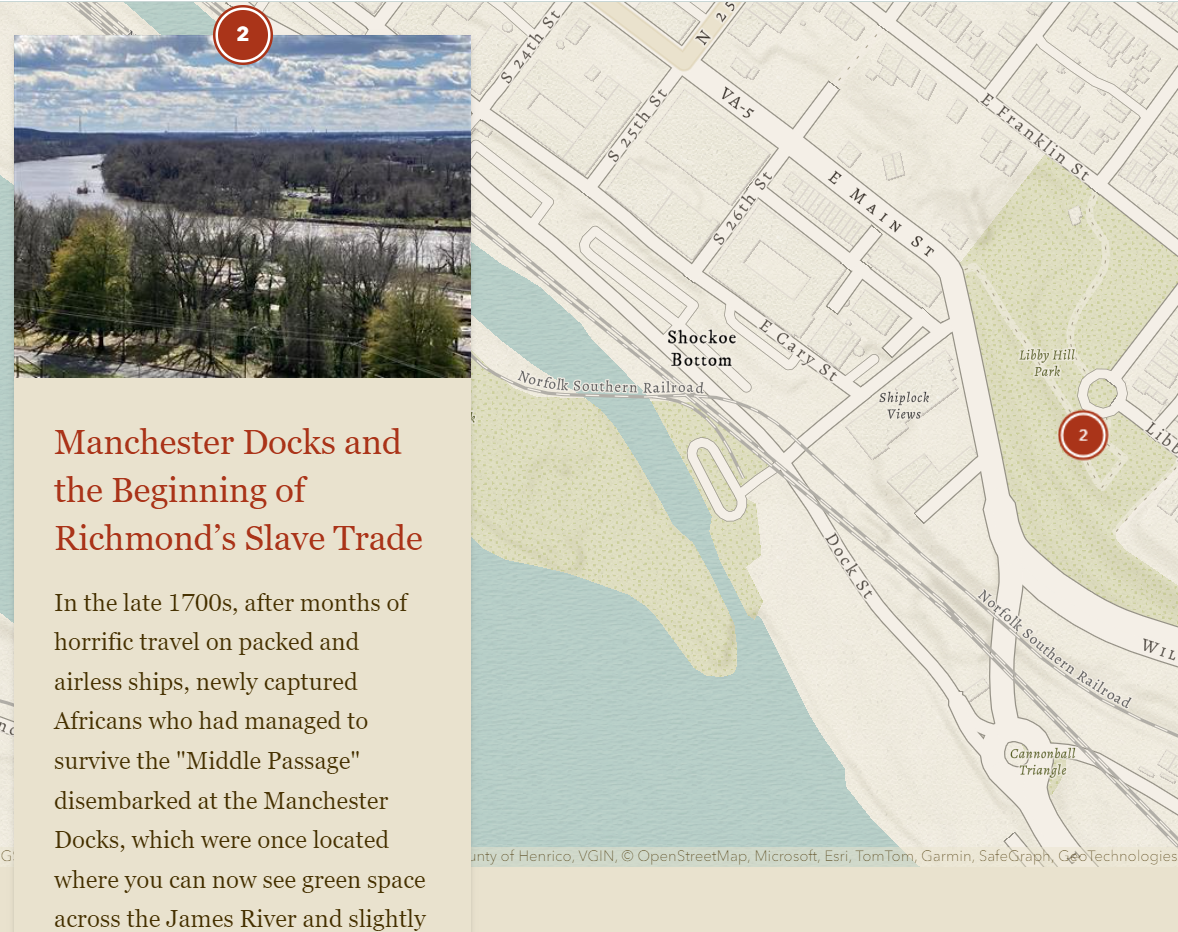 2
Manchester Docks and
the Beginning of
Richmond’s Slave Trade
In the late 1700s, after months of
horrific travel on packed and
airless ships, newly captured
Africans who had managed to
survive the "Middle Passage"
disembarked at the Manchester
Docks, which were once located
where you can now see green space
across the James River and slightly
S 24th St
N 25
S 25th St
VA-5
E Franklin St
S 26th St
E MAIN ST
Shockoe
Bottom
E Cary St
Libby Hill
Park
Norfolk Southern Railroad
Shiplock
Views
2
Libb
Dock St
Norfolk Southern Railroad
WIL
Cannonball
Triangle
unty of Henrico, VGIN, © OpenStreetMap, Microsoft, Esri, TomTom, Garmin, SafeGraph, GeoTechnologies